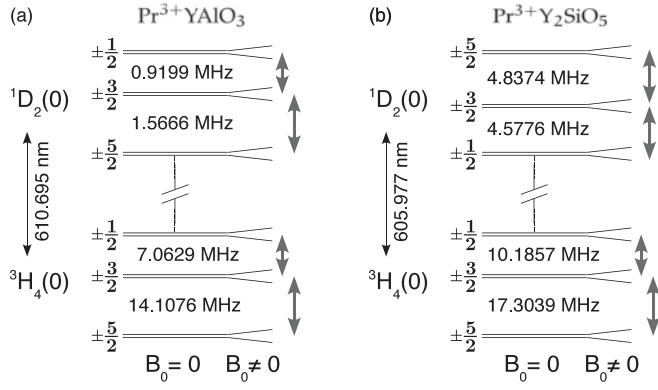 (a) Pr³⁺YAlO₃
±1/2
0.9199 MHz
±3/2
¹D₂(0)
1.5666 MHz
±5/2
610.695 nm
±1/2
7.0629 MHz
±3/2
³H₄(0)
14.1076 MHz
±5/2
B₀= 0 B₀≠ 0
(b) Pr³⁺Y₂SiO₅
±5/2
4.8374 MHz
±3/2
¹D₂(0)
4.5776 MHz
±1/2
605.977 nm
±1/2
10.1857 MHz
±3/2
³H₄(0)
17.3039 MHz
±5/2
B₀= 0 B₀≠ 0